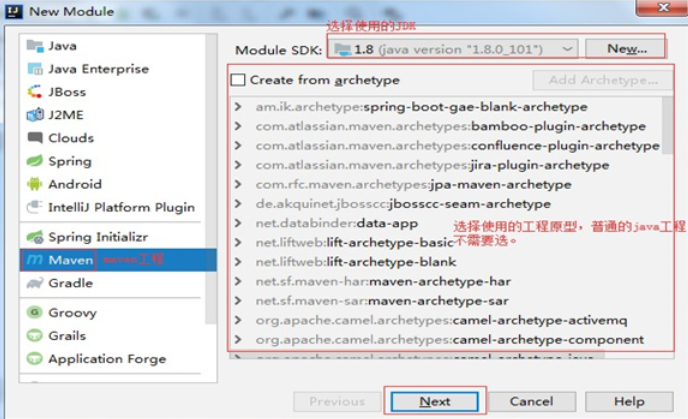 New Module
选择使用的JDK
Java
Java Enterprise
JBoss
J2ME
Clouds
Spring
Android
IntelliJ Platform Plugin
Spring Initializr
Maven maven工程
Gradle
Groovy
Grails
Application Forge
Module SDK: 1.8 (java version "1.8.0_101") New...
Create from archetype Add Archetype...
am.ik.archetype:spring-boot-gae-blank-archetype
com.atlassian.maven.archetypes:bamboo-plugin-archetype
com.atlassian.maven.archetypes:confluence-plugin-archetype
com.atlassian.maven.archetypes:jira-plugin-archetype
com.rfc.maven.archetypes:jpa-maven-archetype
de.akquinet.jbosscc:jbosscc-seam-archetype
net.databinder:data-app
net.liftweb:lift-archetype-basic
net.liftweb:lift-archetype-blank
net.sf.maven-har:maven-archetype-har
net.sf.maven-sar:maven-archetype-sar
org.apache.camel.archetypes:camel-archetype-activemq
org.apache.camel.archetypes:camel-archetype-component
org.apache.camel.archetypes:camel-archetype-java
选择使用的工程原型，普通的java工程
不需要选。
Previous Next Cancel Help